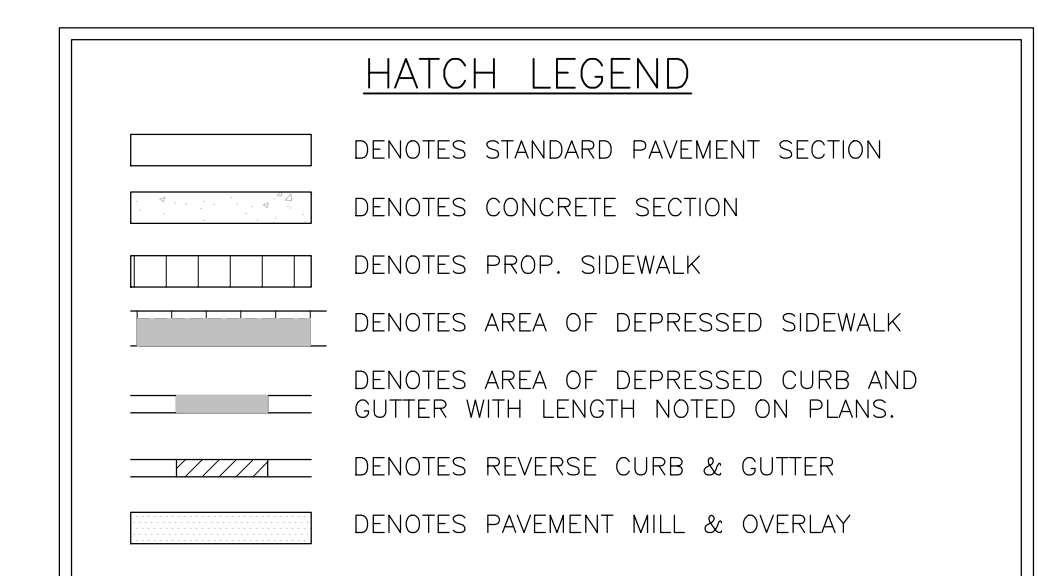 HATCH LEGEND
DENOTES STANDARD PAVEMENT SECTION
DENOTES CONCRETE SECTION
DENOTES PROP. SIDEWALK
DENOTES AREA OF DEPRESSED SIDEWALK
DENOTES AREA OF DEPRESSED CURB AND
GUTTER WITH LENGTH NOTED ON PLANS.
DENOTES REVERSE CURB & GUTTER
DENOTES PAVEMENT MILL & OVERLAY